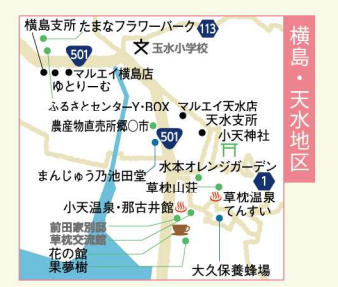 横島支所 たまなフラワーパーク 113
横島・天水地区
玉水小学校
501
マルエイ横島店
ゆとりーむ
ふるさとセンターY・BOX
マルエイ天水店
天水支所
農産物直売所郷〇市
501
小天神社
まんじゅう乃池田堂
水本オレンジガーデン
1
草枕山荘
草枕温泉
てんすい
小天温泉・那古井館
前田家別邸
草枕交流館
花の館
果夢樹
大久保養蜂場